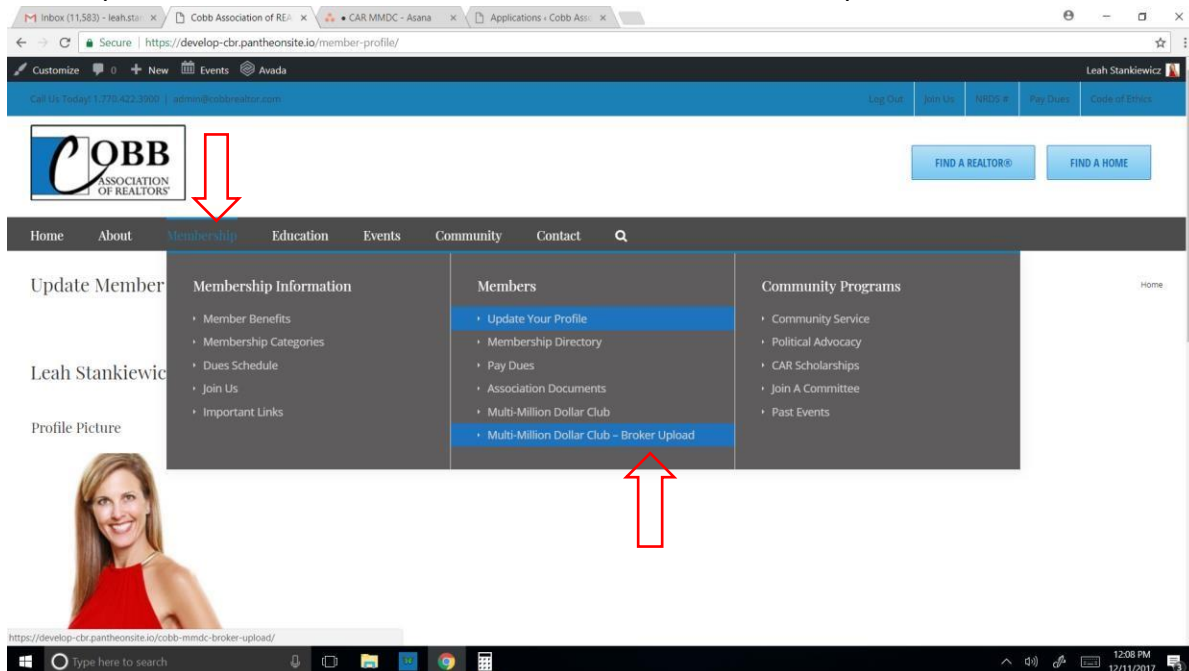 Inbox (11,583) - leah.sta
Cobb Association of REA
• CAR MMDC - Asana
Applications ‹ Cobb Asso
Secure | https://develop-cbr.pantheonsite.io/member-profile/
Customize 0 + New Events Avada Leah Stankiewicz
Call Us Today! 1.770.422.3900 | admin@cobbrealtor.com Log Out Join Us NRDS # Pay Dues Code of Ethics
COBB
ASSOCIATION
OF REALTORS®
FIND A REALTOR® FIND A HOME
Home About Membership Education Events Community Contact
Update Member
Home
Membership Information
Member Benefits
Membership Categories
Dues Schedule
Join Us
Important Links
Members
Update Your Profile
Membership Directory
Pay Dues
Association Documents
Multi-Million Dollar Club
Multi-Million Dollar Club – Broker Upload
Community Programs
Community Service
Political Advocacy
CAR Scholarships
Join A Committee
Past Events
Leah Stankiewic
Profile Picture
https://develop-cbr.pantheonsite.io/cobb-mmdc-broker-upload/
Type here to search
12:08 PM
12/11/2017
3